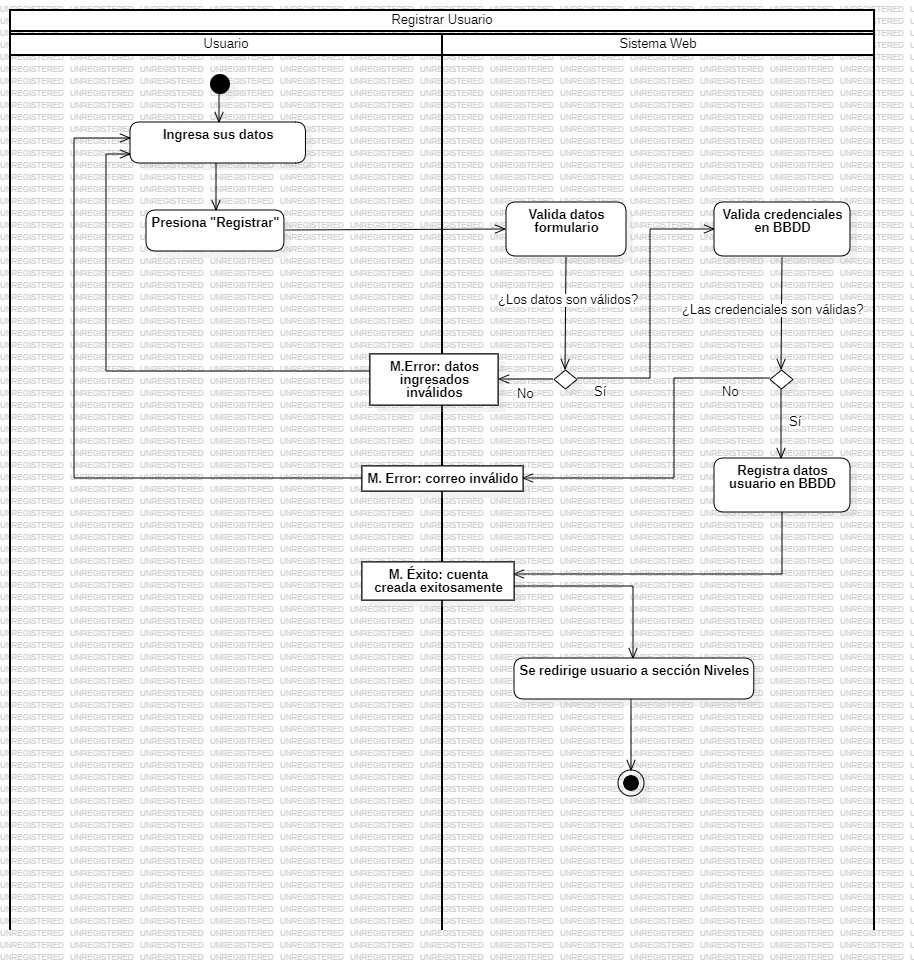 Registrar Usuario
Usuario
Sistema Web
Ingresa sus datos
Presiona "Registrar"
Valida datos
formulario
Valida credenciales
en BBDD
¿Los datos son válidos?
¿Las credenciales son válidas?
M.Error: datos
ingresados
inválidos
No
Sí
No
Sí
M. Error: correo inválido
Registra datos
usuario en BBDD
M. Éxito: cuenta
creada exitosamente
Se redirige usuario a sección Niveles
UNREGISTERED